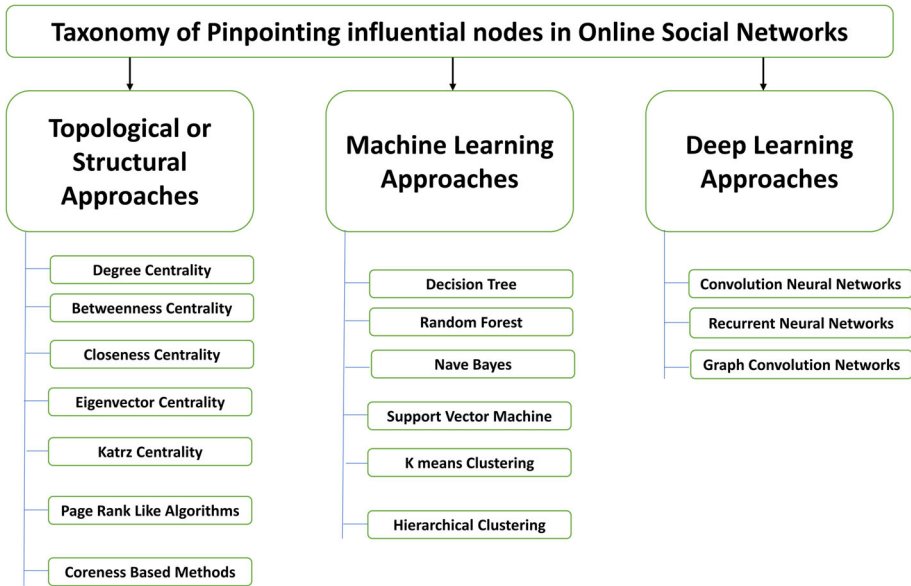 Taxonomy of Pinpointing influential nodes in Online Social Networks
Topological or
Structural
Approaches
Degree Centrality
Betweenness Centrality
Closeness Centrality
Eigenvector Centrality
Katrz Centrality
Page Rank Like Algorithms
Coreness Based Methods
Machine Learning
Approaches
Decision Tree
Random Forest
Nave Bayes
Support Vector Machine
K means Clustering
Hierarchical Clustering
Deep Learning
Approaches
Convolution Neural Networks
Recurrent Neural Networks
Graph Convolution Networks